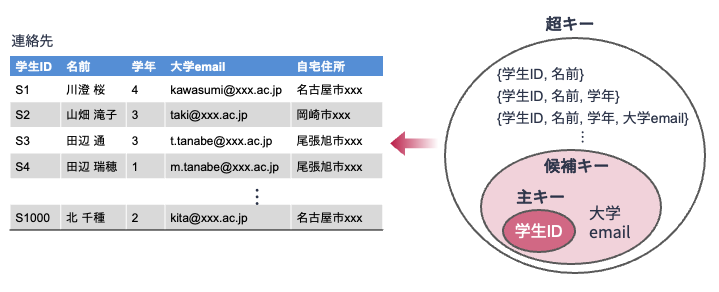 連絡先
学生ID 名前 学年 大学email 自宅住所
S1 川澄 桜 4 kawasumi@xxx.ac.jp 名古屋市xxx
S2 山畑 滝子 3 taki@xxx.ac.jp 岡崎市xxx
S3 田辺 通 3 t.tanabe@xxx.ac.jp 尾張旭市xxx
S4 田辺 瑞穂 1 m.tanabe@xxx.ac.jp 尾張旭市xxx
⋮
S1000 北 千種 2 kita@xxx.ac.jp 名古屋市xxx
超キー
{学生ID, 名前}
{学生ID, 名前, 学年}
{学生ID, 名前, 学年, 大学email}
⋮
候補キー
主キー
学生ID
大学
email